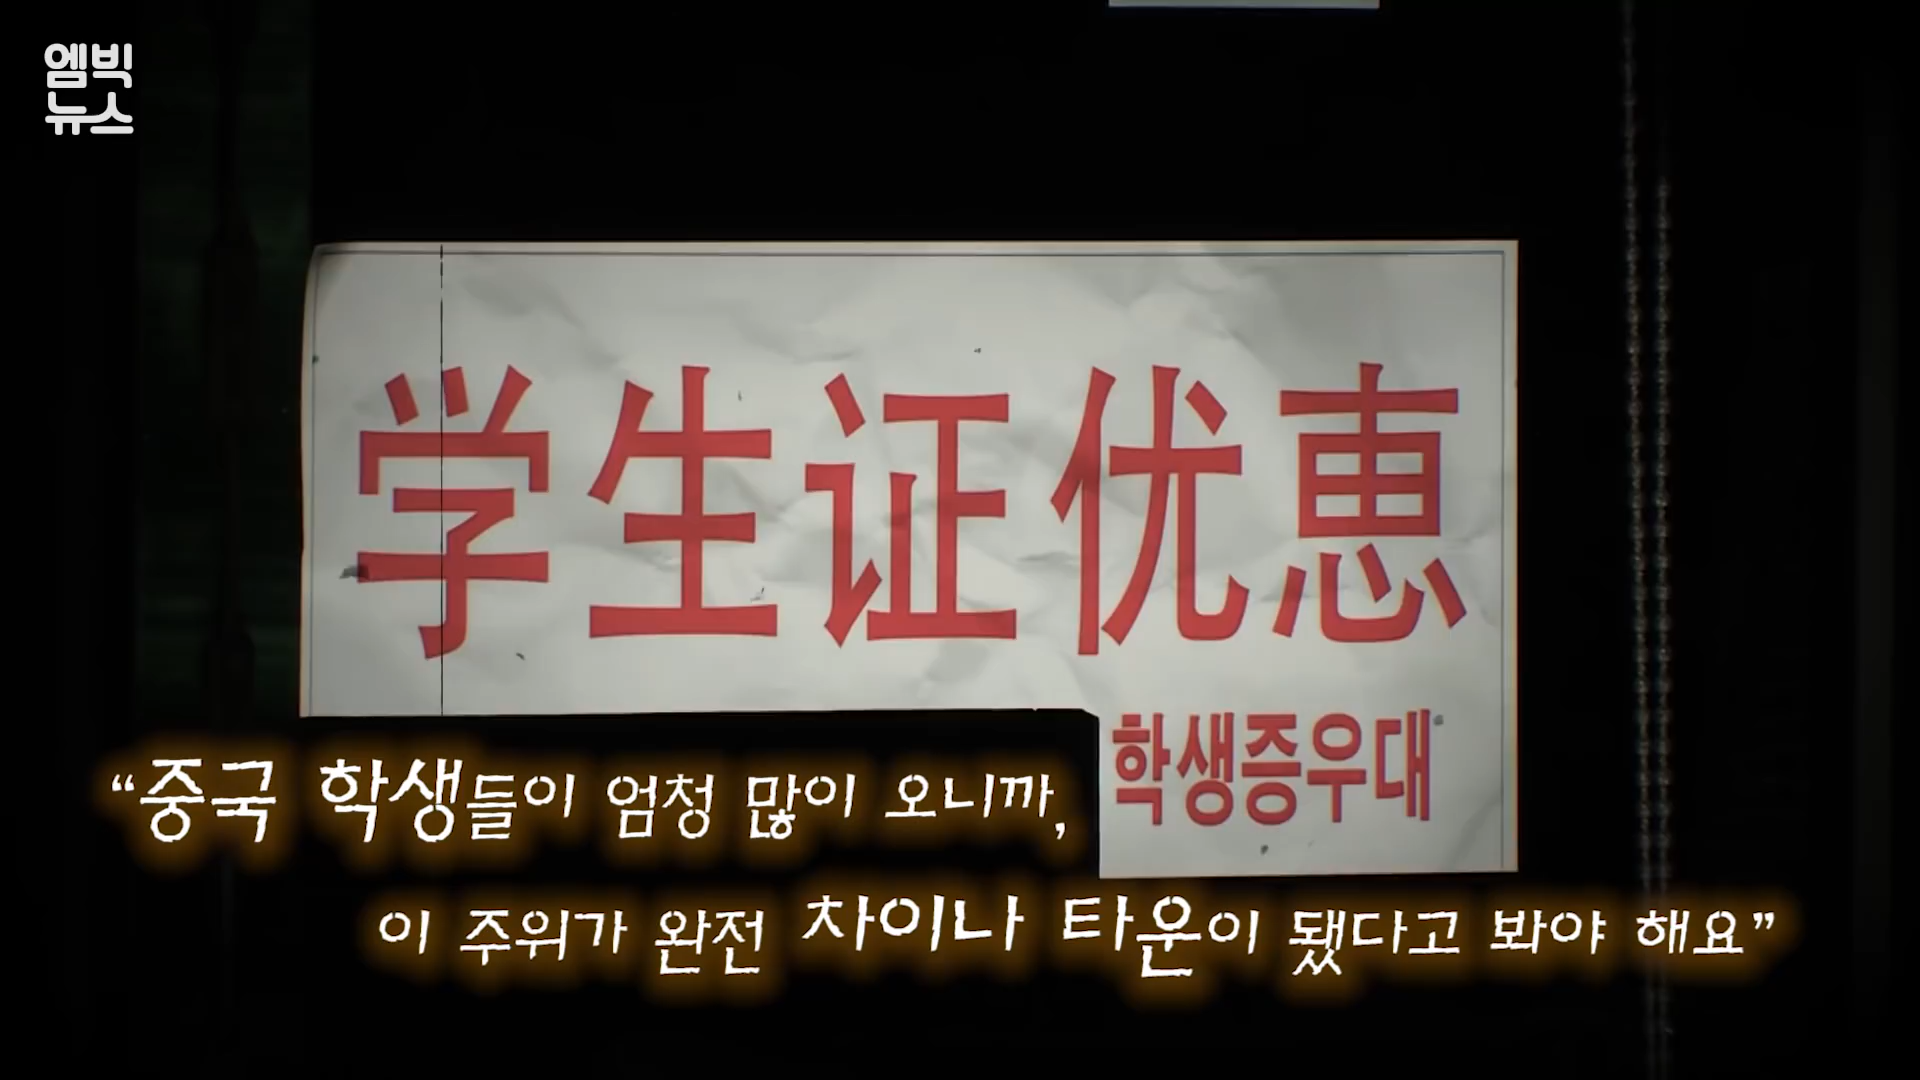 엠빅
뉴스
学生证优惠
학생증우대
“중국 학생들이 엄청 많이 오니까,
이 주위가 완전 차이나 타운이 됐다고 봐야 해요”